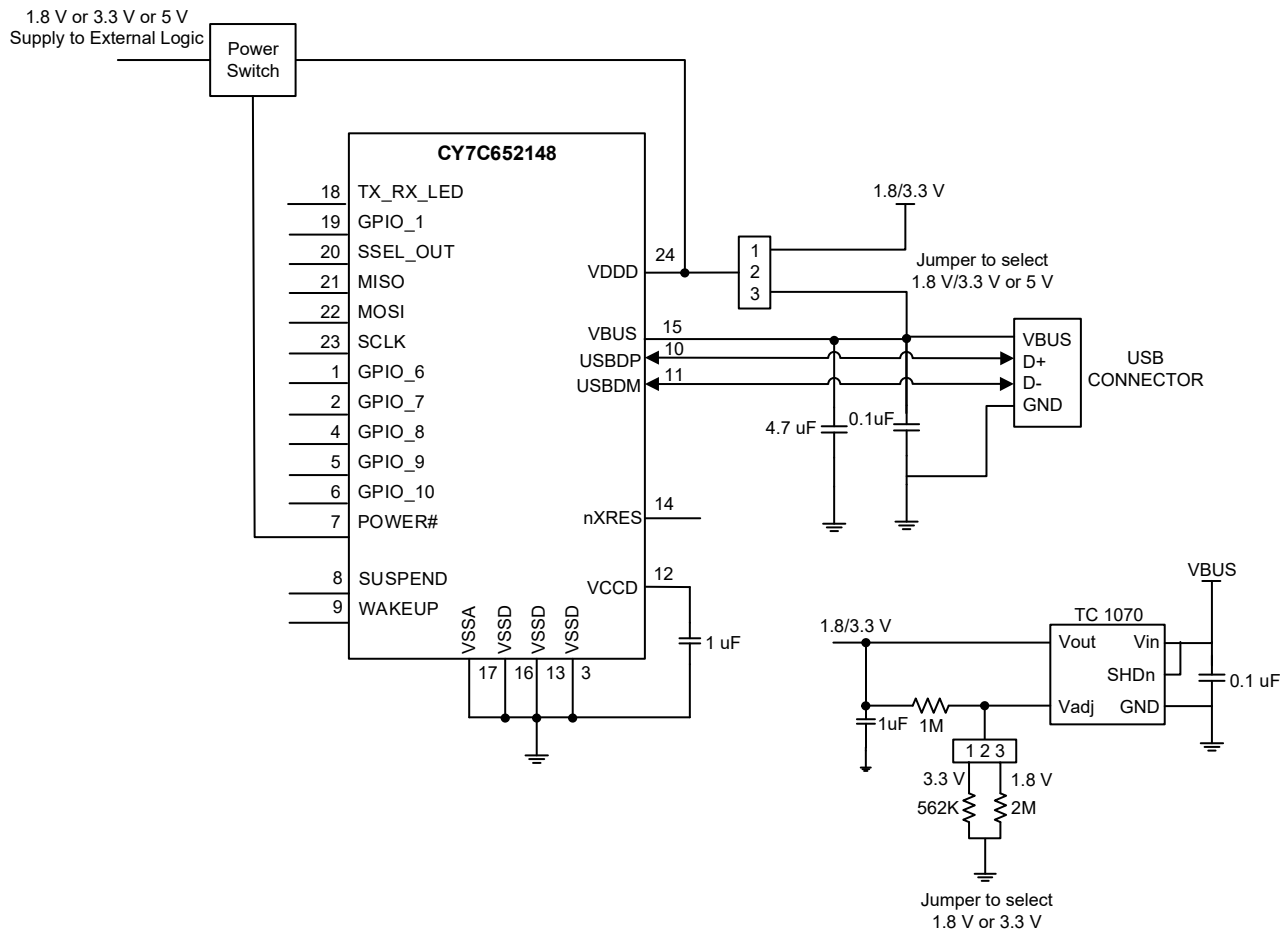 1.8 V or 3.3 V or 5 V
Supply to External Logic
Power
Switch
CY7C652148
18 TX_RX_LED
19 GPIO_1
20 SSEL_OUT
21 MISO
22 MOSI
23 SCLK
1 GPIO_6
2 GPIO_7
4 GPIO_8
5 GPIO_9
6 GPIO_10
7 POWER#
8 SUSPEND
9 WAKEUP
VDDD 24
VBUS 15
USBDP 10
USBDM 11
nXRES 14
VCCD 12
VSSA
VSSD
VSSD
VSSD
17
16
13
3
1 uF
1
2
3
1.8/3.3 V
Jumper to select
1.8 V/3.3 V or 5 V
VBUS
D+
D-
GND
USB
CONNECTOR
4.7 uF
0.1uF
VBUS
TC 1070
1.8/3.3 V
Vout
Vin
SHDn
Vadj
GND
0.1 uF
1uF
1M
1 2 3
3.3 V
1.8 V
562K
2M
Jumper to select
1.8 V or 3.3 V